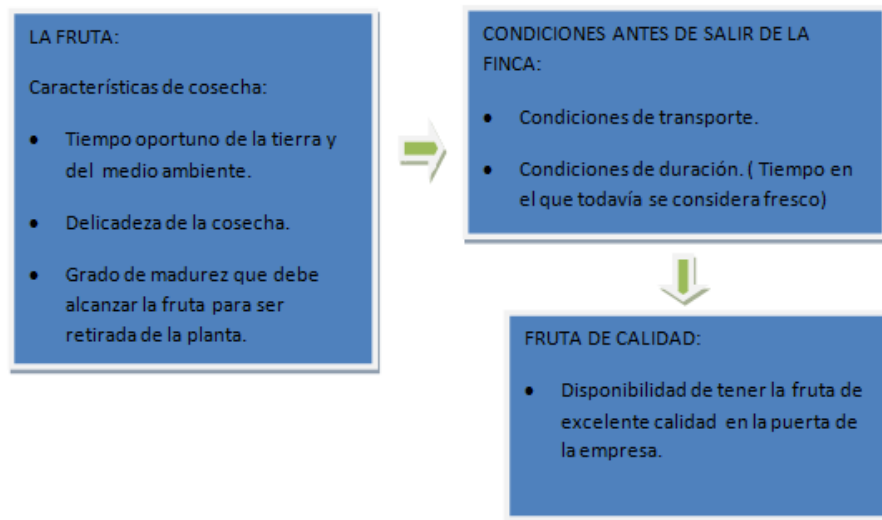 LA FRUTA:
Características de cosecha:
• Tiempo oportuno de la tierra y
del medio ambiente.
• Delicadeza de la cosecha.
• Grado de madurez que debe
alcanzar la fruta para ser
retirada de la planta.
CONDICIONES ANTES DE SALIR DE LA
FINCA:
• Condiciones de transporte.
• Condiciones de duración. ( Tiempo en
el que todavía se considera fresco)
FRUTA DE CALIDAD:
• Disponibilidad de tener la fruta de
excelente calidad en la puerta de
la empresa.